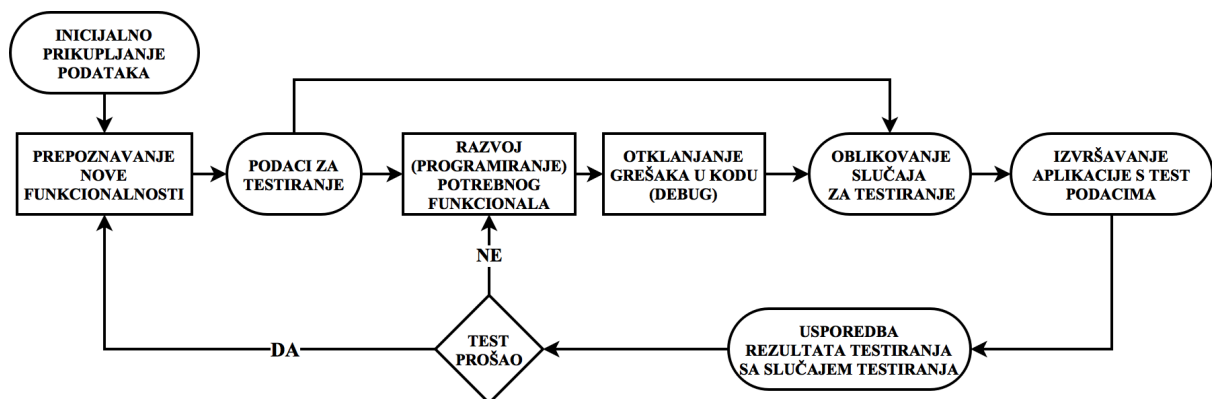 INICIJALNO
PRIKUPLJANJE
PODATAKA
PREPOZNAVANJE
NOVE
FUNKCIONALNOSTI
PODACI ZA
TESTIRANJE
RAZVOJ
(PROGRAMIRANJE)
POTREBNOG
FUNKCIONALA
OTKLANJANJE
GREŠAKA U KODU
(DEBUG)
OBLIKOVANJE
SLUČAJA
ZA TESTIRANJE
IZVRŠAVANJE
APLIKACIJE S TEST
PODACIMA
NE
DA
TEST
PROŠAO
USPOREDBA
REZULTATA TESTIRANJA
SA SLUČAJEM TESTIRANJA